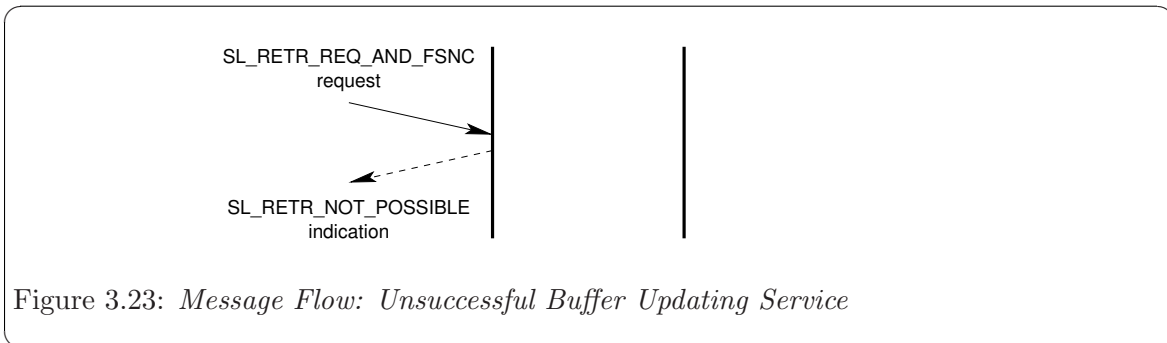 SL_RETR_REQ_AND_FSNC
request
SL_RETR_NOT_POSSIBLE
indication
Figure 3.23: Message Flow: Unsuccessful Buffer Updating Service